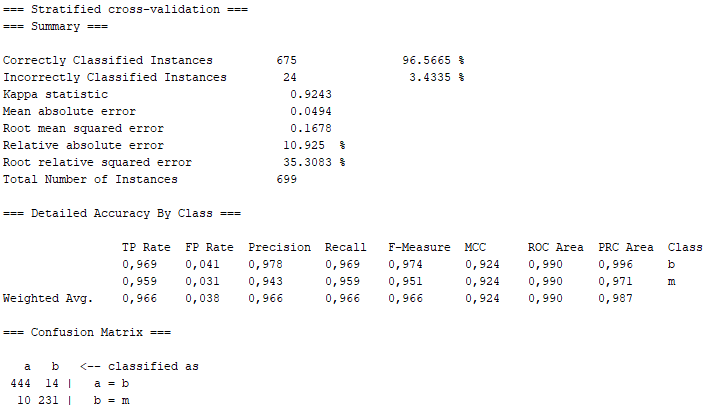 === Stratified cross-validation ===
=== Summary ===
Correctly Classified Instances 675 96.5665 %
Incorrectly Classified Instances 24 3.4335 %
Kappa statistic 0.9243
Mean absolute error 0.0494
Root mean squared error 0.1678
Relative absolute error 10.925 %
Root relative squared error 35.3083 %
Total Number of Instances 699
=== Detailed Accuracy By Class ===
TP Rate FP Rate Precision Recall F-Measure MCC ROC Area PRC Area Class
0,969 0,041 0,978 0,969 0,974 0,924 0,990 0,996 b
0,959 0,031 0,943 0,959 0,951 0,924 0,990 0,971 m
Weighted Avg. 0,966 0,038 0,966 0,966 0,966 0,924 0,990 0,987
=== Confusion Matrix ===
a b <-- classified as
444 14 | a = b
10 231 | b = m